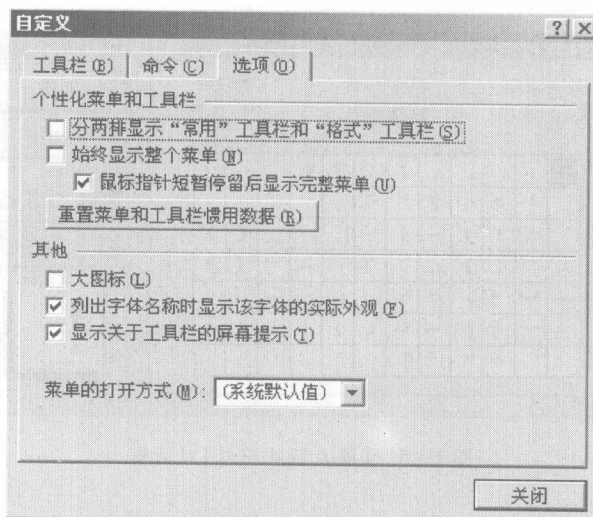 自定义
工具栏(B) 命令(C) 选项(O)
个性化菜单和工具栏
分两排显示“常用”工具栏和“格式”工具栏(S)
始终显示整个菜单(N)
鼠标指针短暂停留后显示完整菜单(U)
重置菜单和工具栏惯用数据(R)
其他
大图标(L)
列出字体名称时显示该字体的实际外观(F)
显示关于工具栏的屏幕提示(T)
菜单的打开方式(M): (系统默认值)
关闭